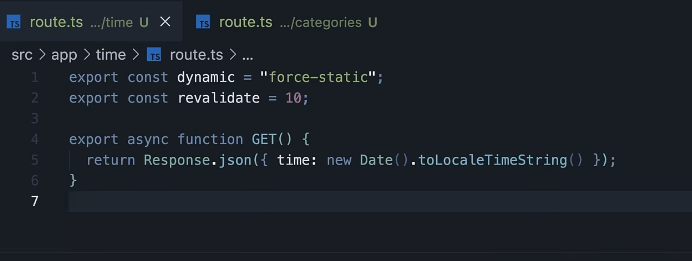 TS route.ts .../time U × TS route.ts .../categories U
src > app > time > TS route.ts > ...
1 export const dynamic = "force-static";
2 export const revalidate = 10;
3
4 export async function GET() {
5 return Response.json({ time: new Date().toLocaleTimeString() });
6 }
7